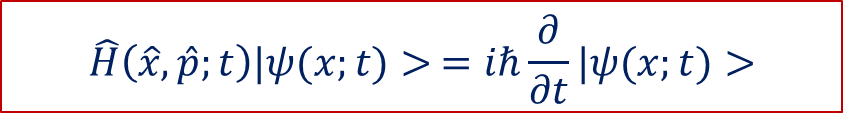 Ĥ(x̂, p̂; t)|ψ(x; t) > = iħ ∂/∂t |ψ(x; t) >